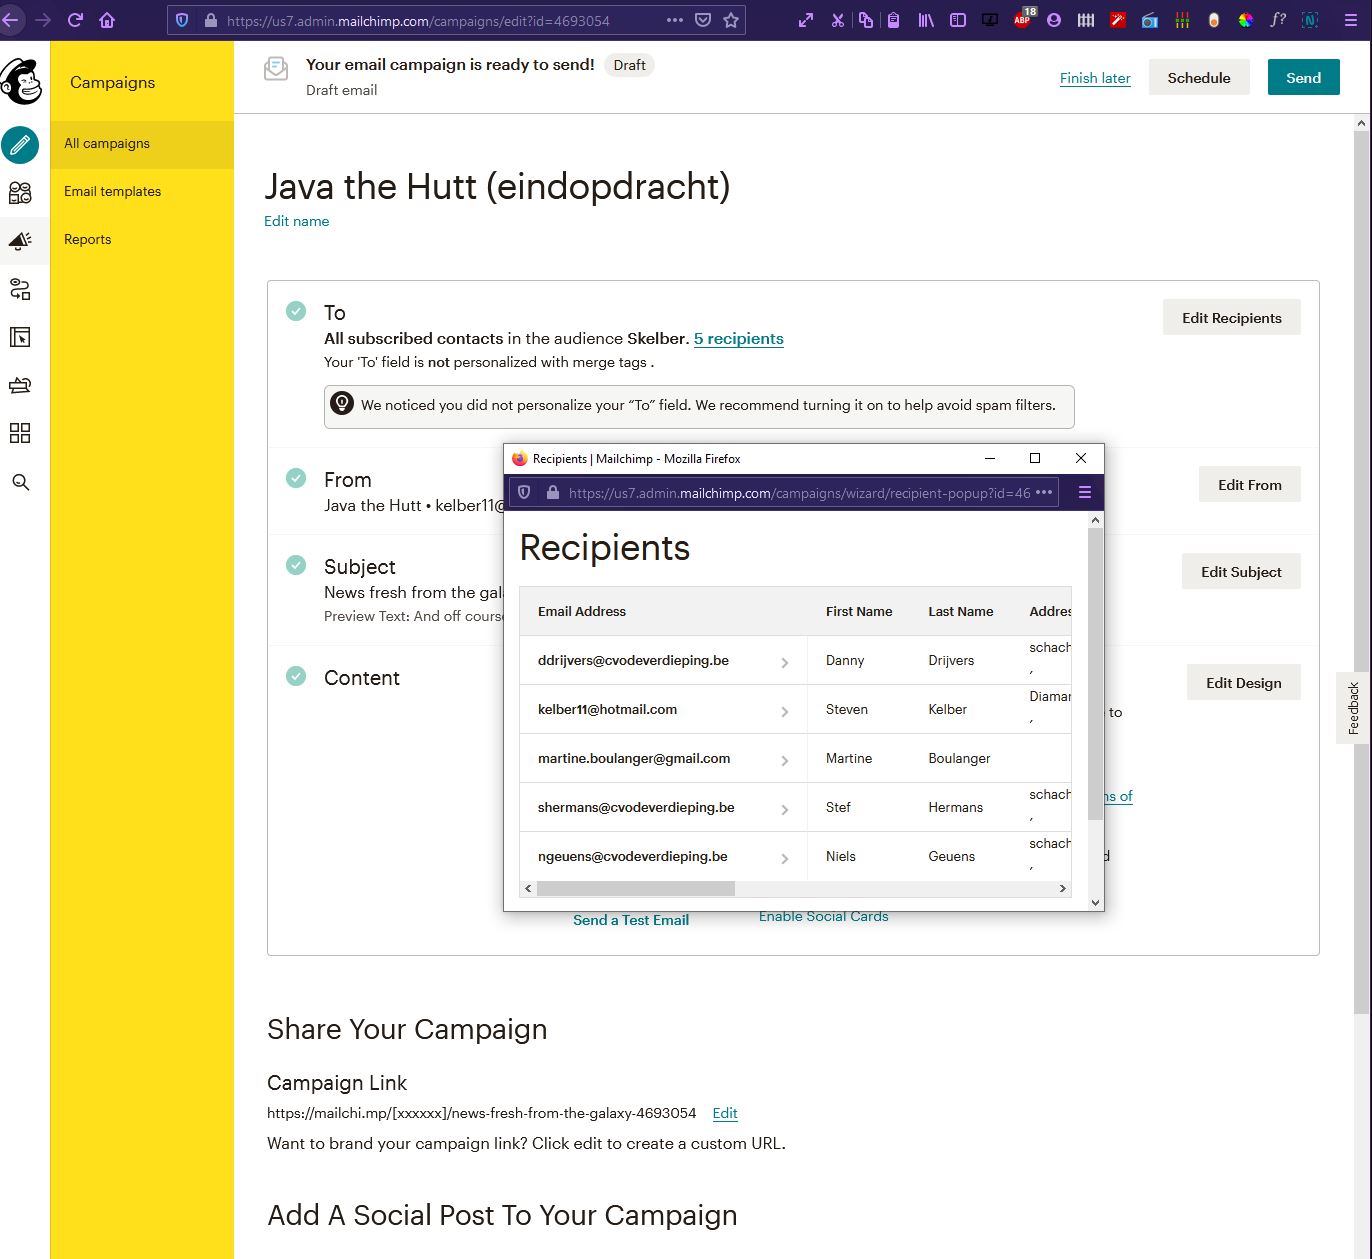 https://us7.admin.mailchimp.com/campaigns/edit?id=4693054
18
ABP
f?
N
Campaigns
All campaigns
Email templates
Reports
Your email campaign is ready to send! Draft
Draft email
Finish later
Schedule
Send
Java the Hutt (eindopdracht)
Edit name
To
All subscribed contacts in the audience Skelber. 5 recipients
Your 'To' field is not personalized with merge tags .
Edit Recipients
We noticed you did not personalize your “To” field. We recommend turning it on to help avoid spam filters.
From
Java the Hutt • kelber11@
Edit From
Subject
News fresh from the gal
Preview Text: And off cours
Edit Subject
Content
Edit Design
to
ns of
d
Send a Test Email
Enable Social Cards
Recipients | Mailchimp - Mozilla Firefox
https://us7.admin.mailchimp.com/campaigns/wizard/recipient-popup?id=46
Recipients
Email Address First Name Last Name Addres
ddrijvers@cvodeverdieping.be Danny Drijvers schach
,
kelber11@hotmail.com Steven Kelber Diamar
,
martine.boulanger@gmail.com Martine Boulanger
shermans@cvodeverdieping.be Stef Hermans schach
,
ngeuens@cvodeverdieping.be Niels Geuens schach
,
Feedback
Share Your Campaign
Campaign Link
https://mailchi.mp/[xxxxxx]/news-fresh-from-the-galaxy-4693054 Edit
Want to brand your campaign link? Click edit to create a custom URL.
Add A Social Post To Your Campaign